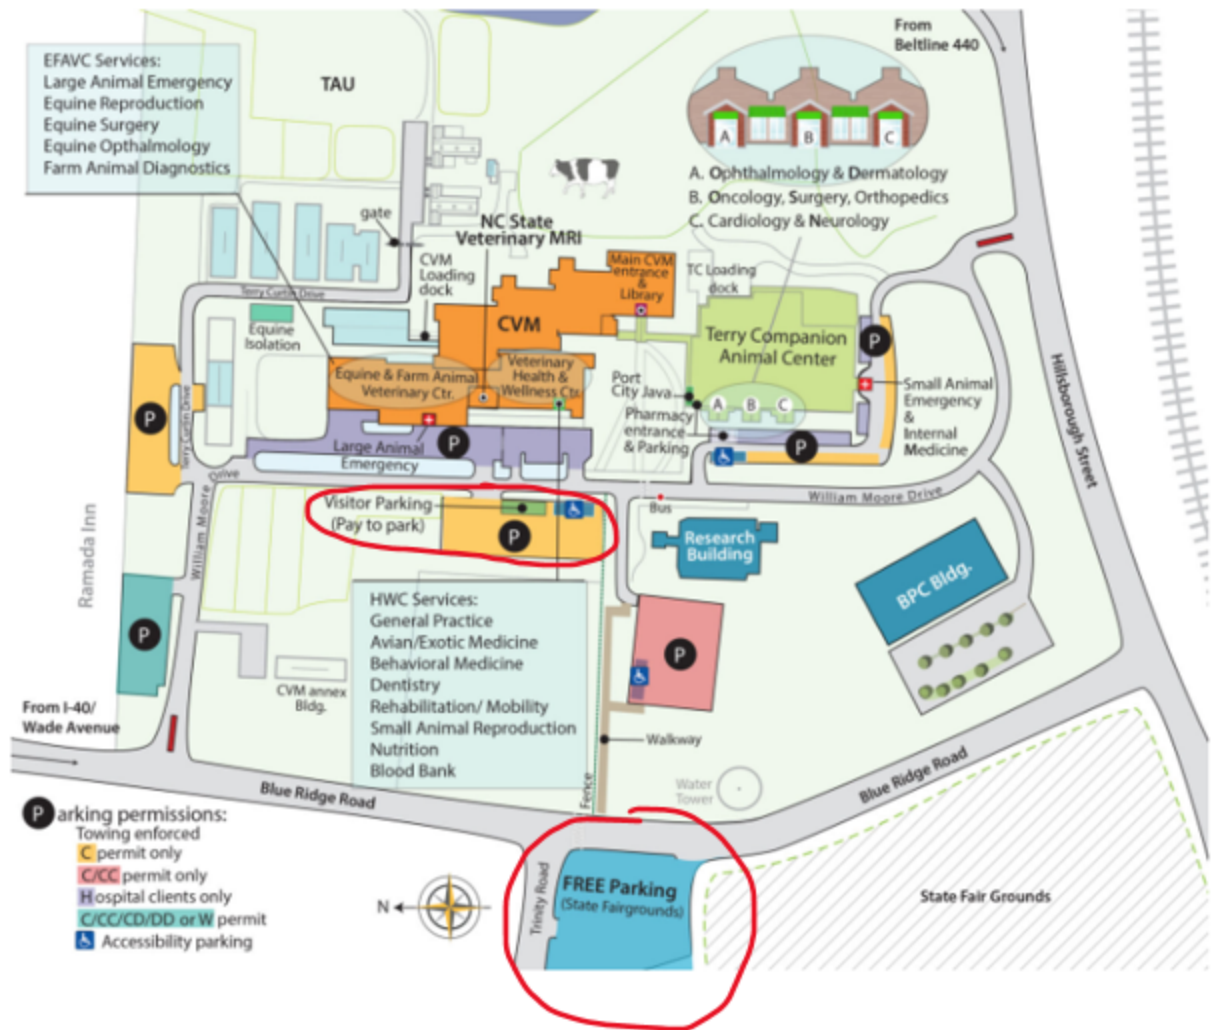 From
Beltline 440
EFAVC Services:
Large Animal Emergency
Equine Reproduction
Equine Surgery
Equine Opthalmology
Farm Animal Diagnostics
TAU
A
B
C
A. Ophthalmology & Dermatology
B. Oncology, Surgery, Orthopedics
C. Cardiology & Neurology
gate
NC State
Veterinary MRI
CVM
Loading
dock
Main CVM
entrance
&
Library
TC Loading
dock
Terry Curtin Drive
Equine
Isolation
CVM
Terry Companion
Animal Center
P
Equine & Farm Animal
Veterinary Ctr.
Veterinary
Health &
Wellness Ctr.
Port
City Java
Pharmacy
entrance
& Parking
A
B
C
Small Animal
Emergency
&
Internal
Medicine
Hillsborough Street
P
Terry Curtin Drive
Large Animal
Emergency
P
P
William Moore Drive
William Moore Drive
Visitor Parking
(Pay to park)
P
Bus
Research
Building
BPC Bldg.
Ramada Inn
P
HWC Services:
General Practice
Avian/Exotic Medicine
Behavioral Medicine
Dentistry
Rehabilitation/ Mobility
Small Animal Reproduction
Nutrition
Blood Bank
P
CVM annex
Bldg.
From I-40/
Wade Avenue
Walkway
Fence
Water
Tower
Blue Ridge Road
Blue Ridge Road
P arking permissions:
Towing enforced
C permit only
C/CC permit only
Hospital clients only
C/CC/CD/DD or W permit
Accessibility parking
N
Trinity Road
FREE Parking
(State Fairgrounds)
State Fair Grounds